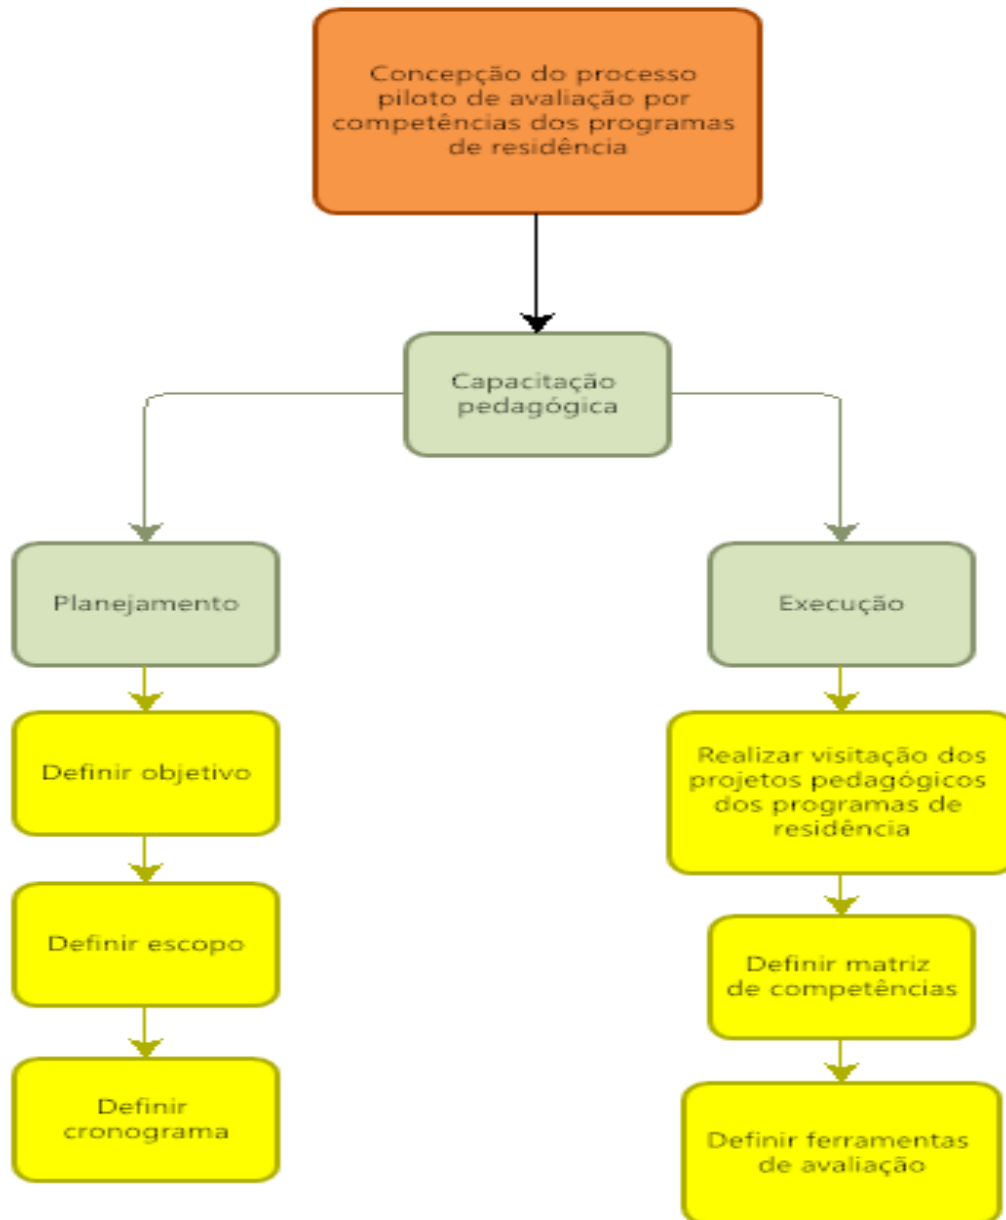 Concepção do processo
piloto de avaliação por
competências dos programas
de residência
Capacitação
pedagógica
Planejamento
Execução
Definir objetivo
Realizar visitação dos
projetos pedagógicos
dos programas de
residência
Definir escopo
Definir matriz
de competências
Definir
cronograma
Definir ferramentas
de avaliação